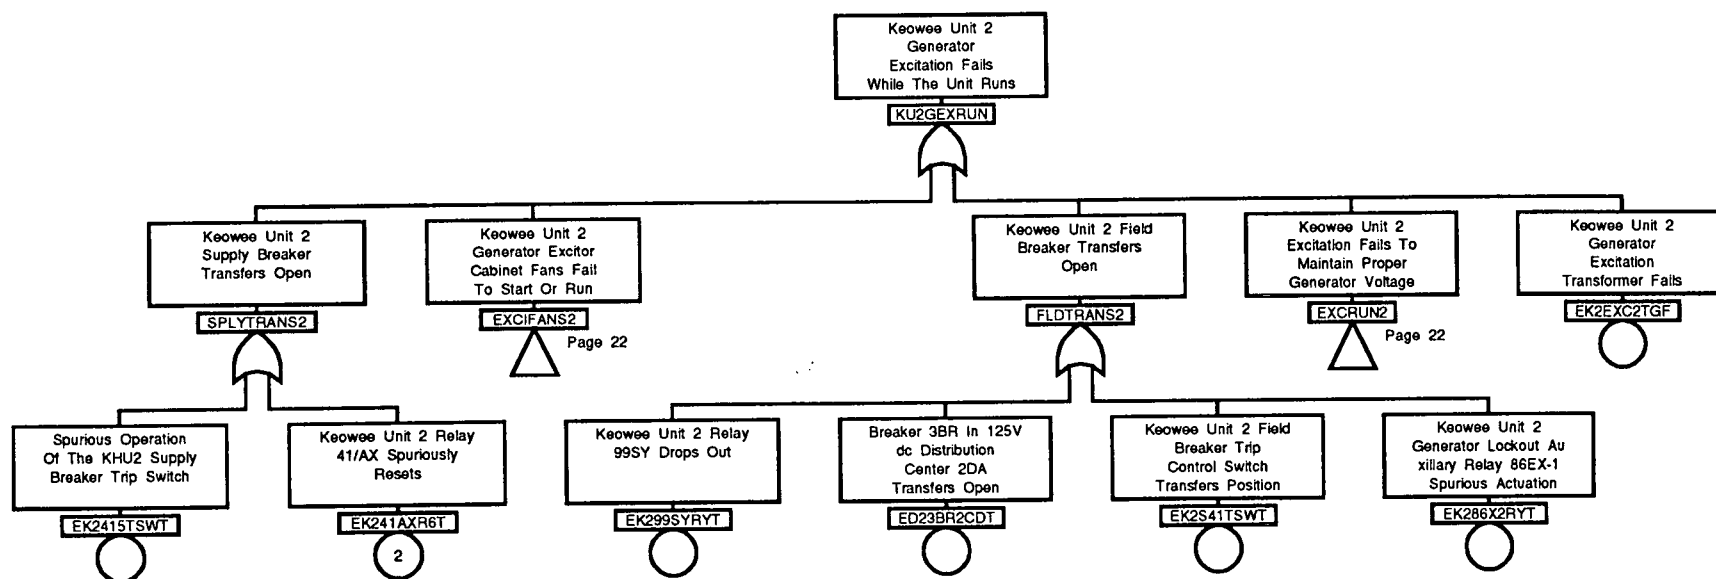 Keowee Unit 2
Generator
Excitation Fails
While The Unit Runs
KU2GEXRUN
Keowee Unit 2
Supply Breaker
Transfers Open
SPLYTRANS2
Keowee Unit 2
Generator Excitor
Cabinet Fans Fail
To Start Or Run
EXCIFANS2
Page 22
Keowee Unit 2 Field
Breaker Transfers
Open
FLDTRANS2
Keowee Unit 2
Excitation Fails To
Maintain Proper
Generator Voltage
EXCRUN2
Page 22
Keowee Unit 2
Generator
Excitation
Transformer Fails
EK2EXC2TGF
Spurious Operation
Of The KHU2 Supply
Breaker Trip Switch
EK2415TSWT
Keowee Unit 2 Relay
41/AX Spuriously
Resets
EK241AXR6T
2
Keowee Unit 2 Relay
99SY Drops Out
EK299SYRYT
Breaker 3BR In 125V
dc Distribution
Center 2DA
Transfers Open
ED23BR2CDT
Keowee Unit 2 Field
Breaker Trip
Control Switch
Transfers Position
EK2S41TSWT
Keowee Unit 2
Generator Lockout Au
xiliary Relay 86EX-1
Spurious Actuation
EK286X2RYT